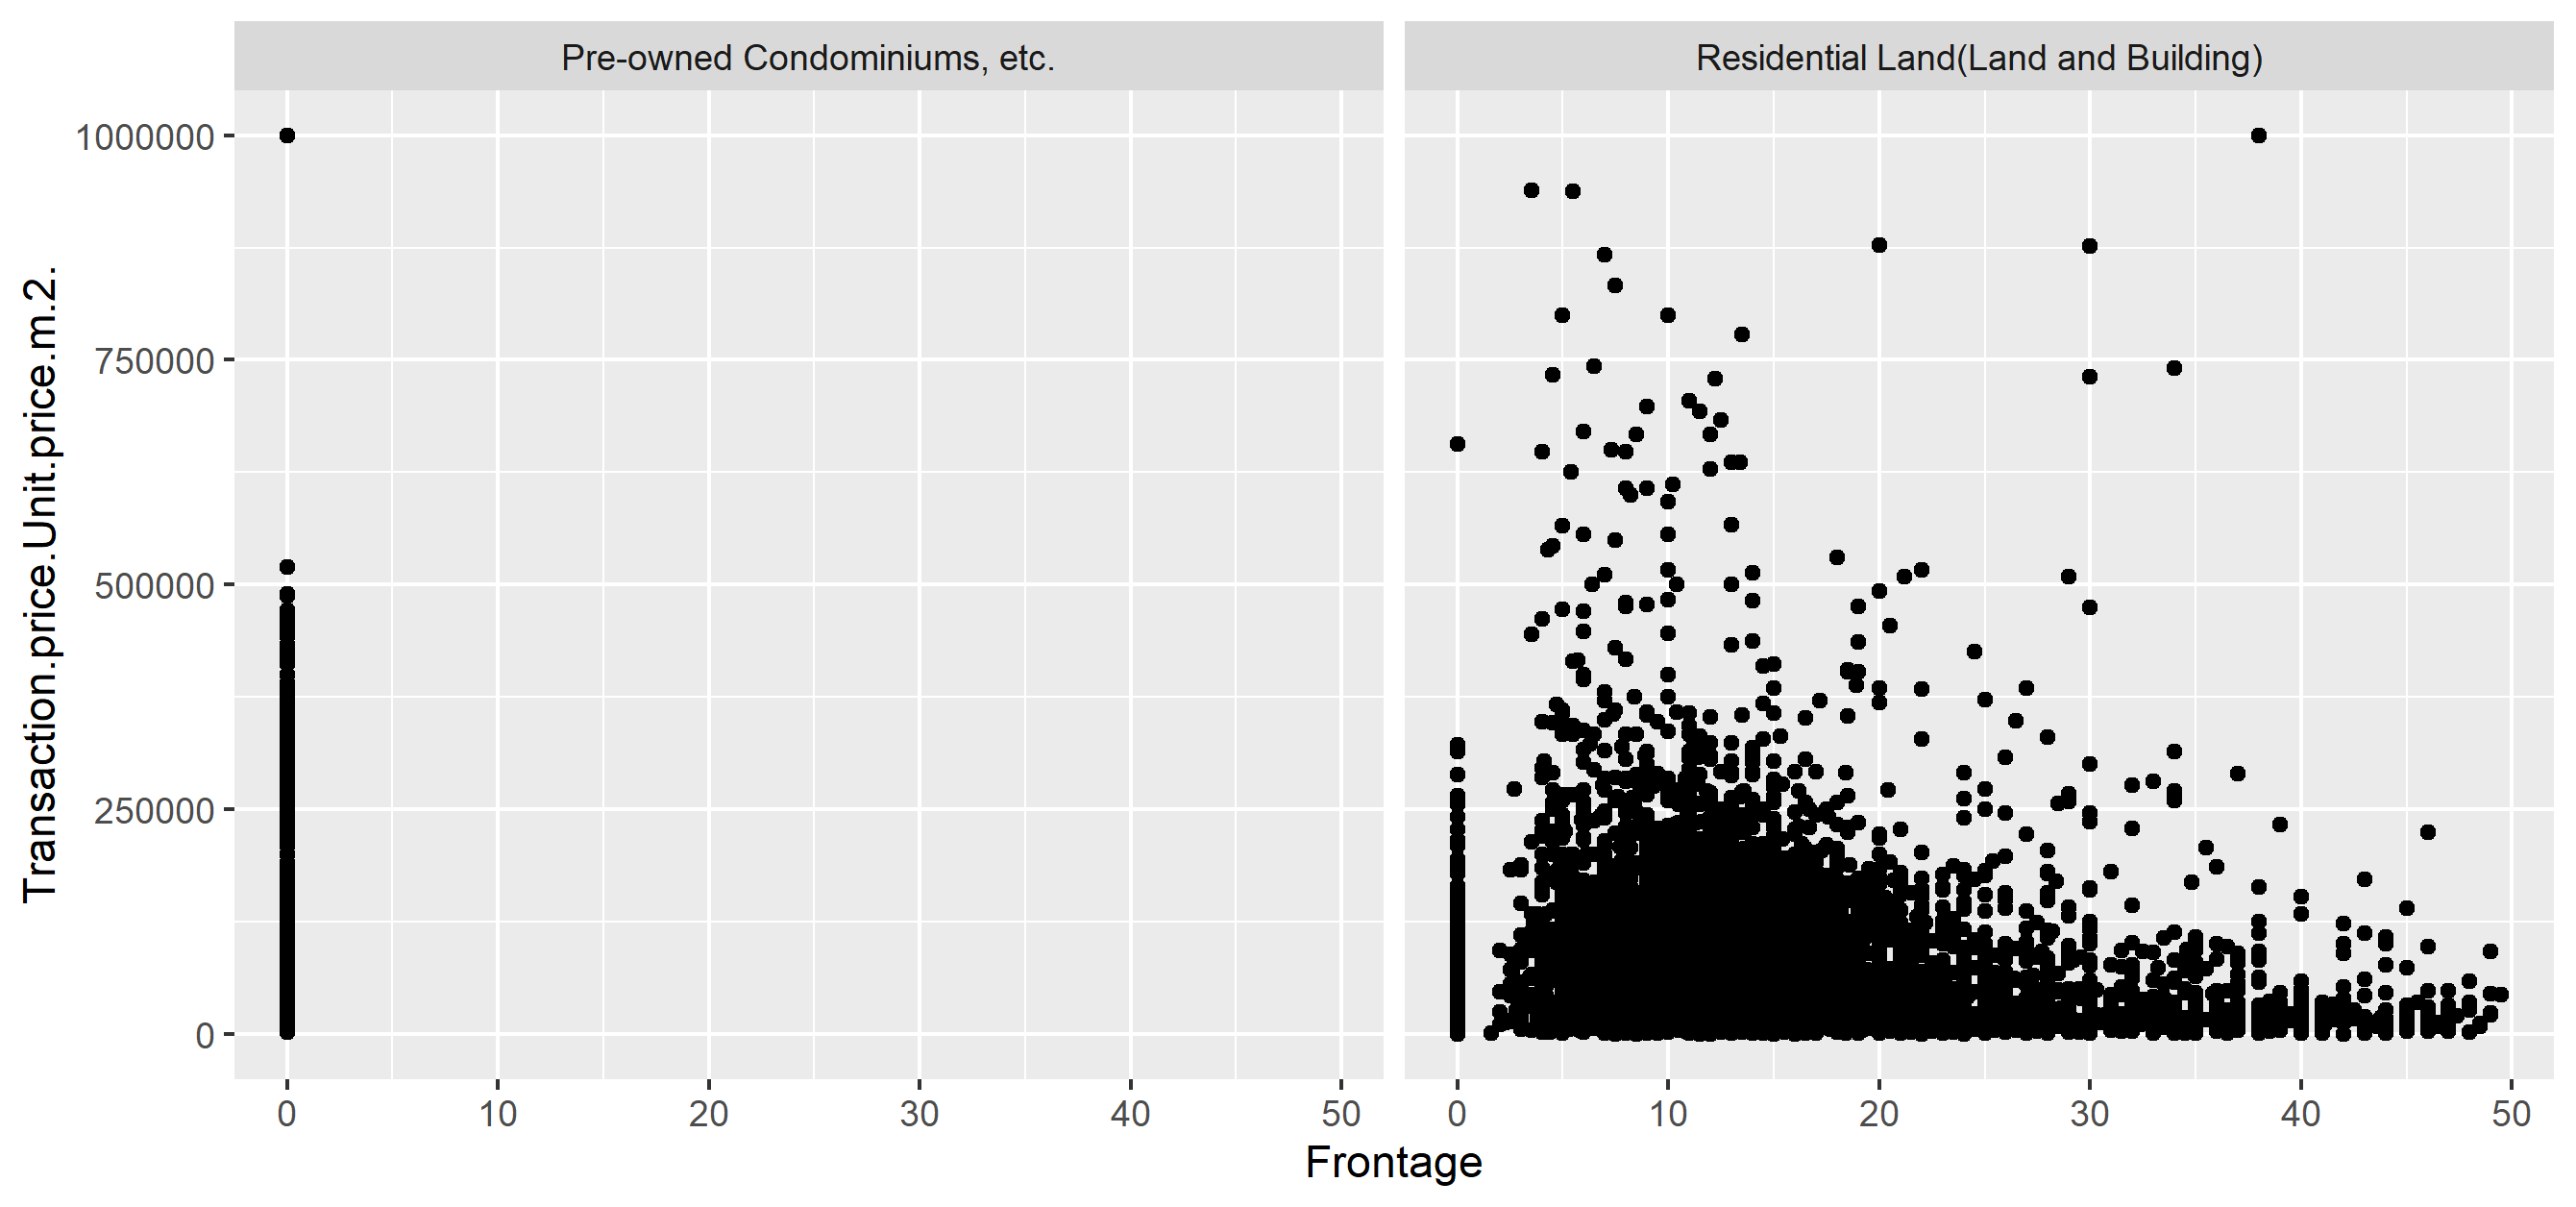 Pre-owned Condominiums, etc.
Residential Land(Land and Building)
Transaction.price.Unit.price.m.2.
1000000
750000
500000
250000
0
0 10 20 30 40 50
0 10 20 30 40 50
Frontage